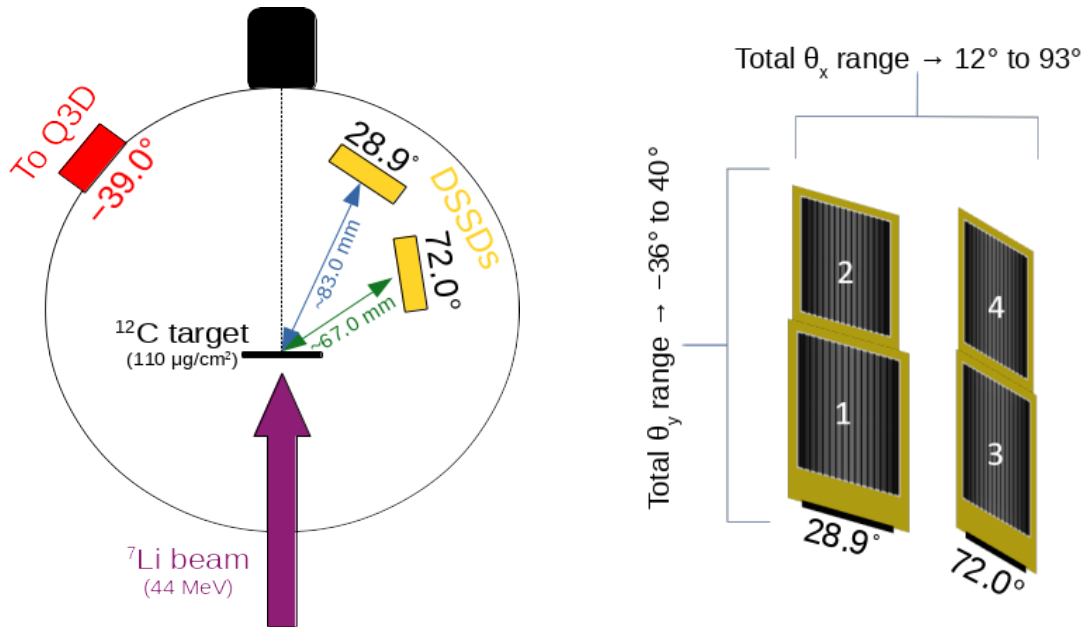 To Q3D
−39.0°
28.9°
DSSDs
72.0°
~83.0 mm
~67.0 mm
¹²C target
(110 μg/cm²)
⁷Li beam
(44 MeV)
Total θₓ range → 12° to 93°
Total θᵧ range → −36° to 40°
2
4
1
3
28.9°
72.0°